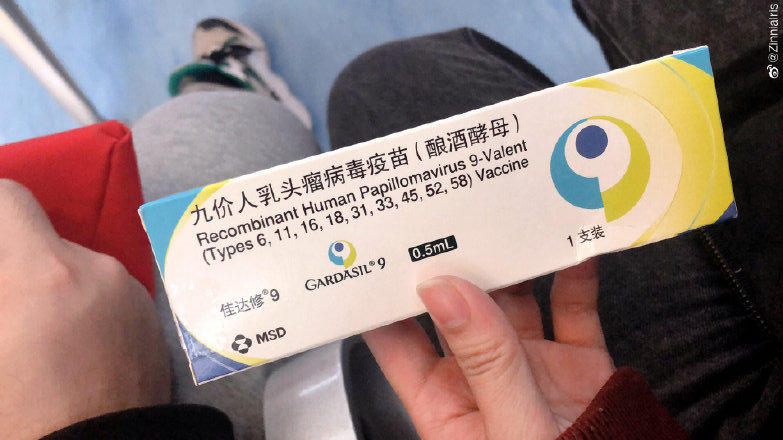 九价人乳头瘤病毒疫苗（酿酒酵母）
Recombinant Human Papillomavirus 9-Valent
(Types 6, 11, 16, 18, 31, 33, 45, 52, 58) Vaccine
佳达修®9
GARDASIL®9
0.5mL
1支装
MSD
@ZInnIaIris